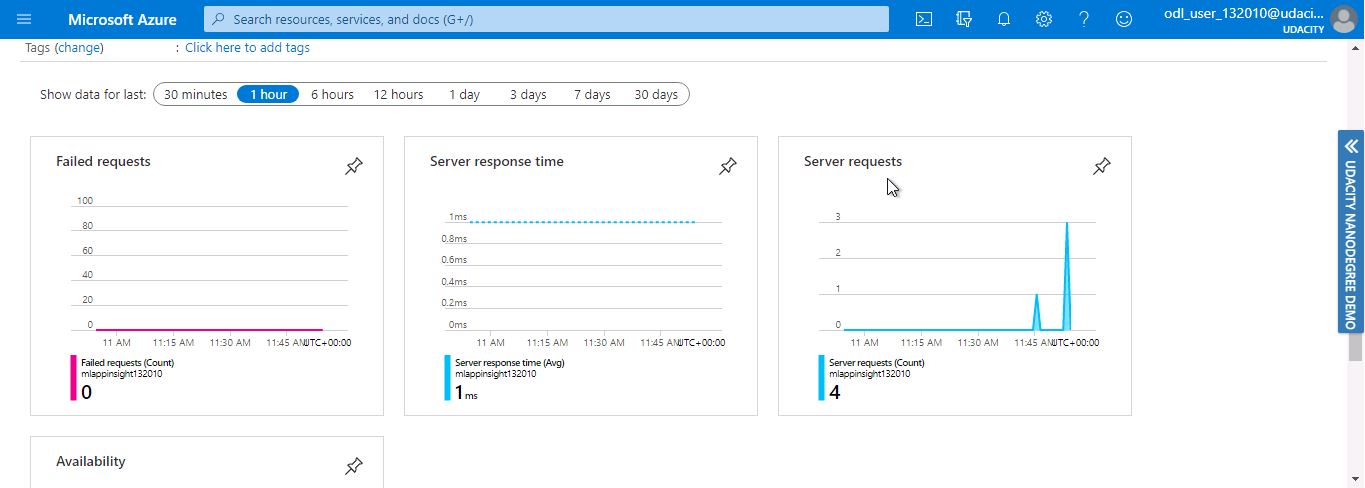 Microsoft Azure
Search resources, services, and docs (G+/)
odl_user_132010@udaci...
UDACITY
Tags (change) : Click here to add tags
Show data for last: 30 minutes 1 hour 6 hours 12 hours 1 day 3 days 7 days 30 days
Failed requests
100
80
60
40
20
0
11 AM 11:15 AM 11:30 AM 11:45 AM UTC+00:00
Failed requests (Count)
mlappinsight132010
0
Server response time
1ms
0.8ms
0.6ms
0.4ms
0.2ms
0ms
11 AM 11:15 AM 11:30 AM 11:45 AM UTC+00:00
Server response time (Avg)
mlappinsight132010
1 ms
Server requests
3
2
1
0
11 AM 11:15 AM 11:30 AM 11:45 AM UTC+00:00
Server requests (Count)
mlappinsight132010
4
Availability
UDACITY NANODEGREE DEMO